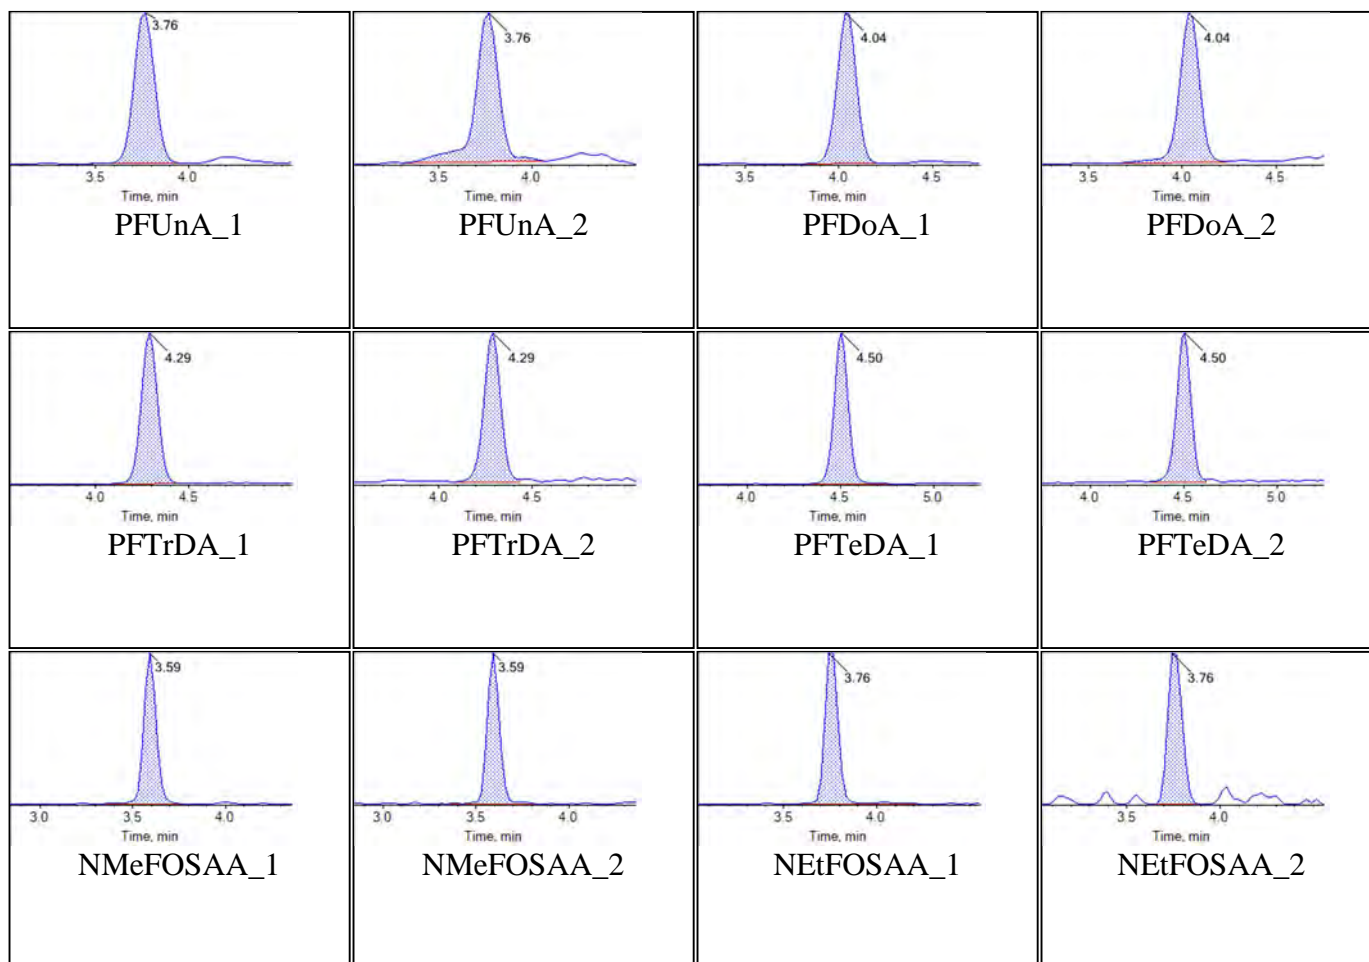 3.76
3.5 4.0
Time, min
PFUnA_1
3.76
3.5 4.0
Time, min
PFUnA_2
4.04
3.5 4.0 4.5
Time, min
PFDoA_1
4.04
3.5 4.0 4.5
Time, min
PFDoA_2
4.29
4.0 4.5
Time, min
PFTrDA_1
4.29
4.0 4.5
Time, min
PFTrDA_2
4.50
4.0 4.5 5.0
Time, min
PFTeDA_1
4.50
4.0 4.5 5.0
Time, min
PFTeDA_2
3.59
3.0 3.5 4.0
Time, min
NMeFOSAA_1
3.59
3.0 3.5 4.0
Time, min
NMeFOSAA_2
3.76
3.5 4.0
Time, min
NEtFOSAA_1
3.76
3.5 4.0
Time, min
NEtFOSAA_2